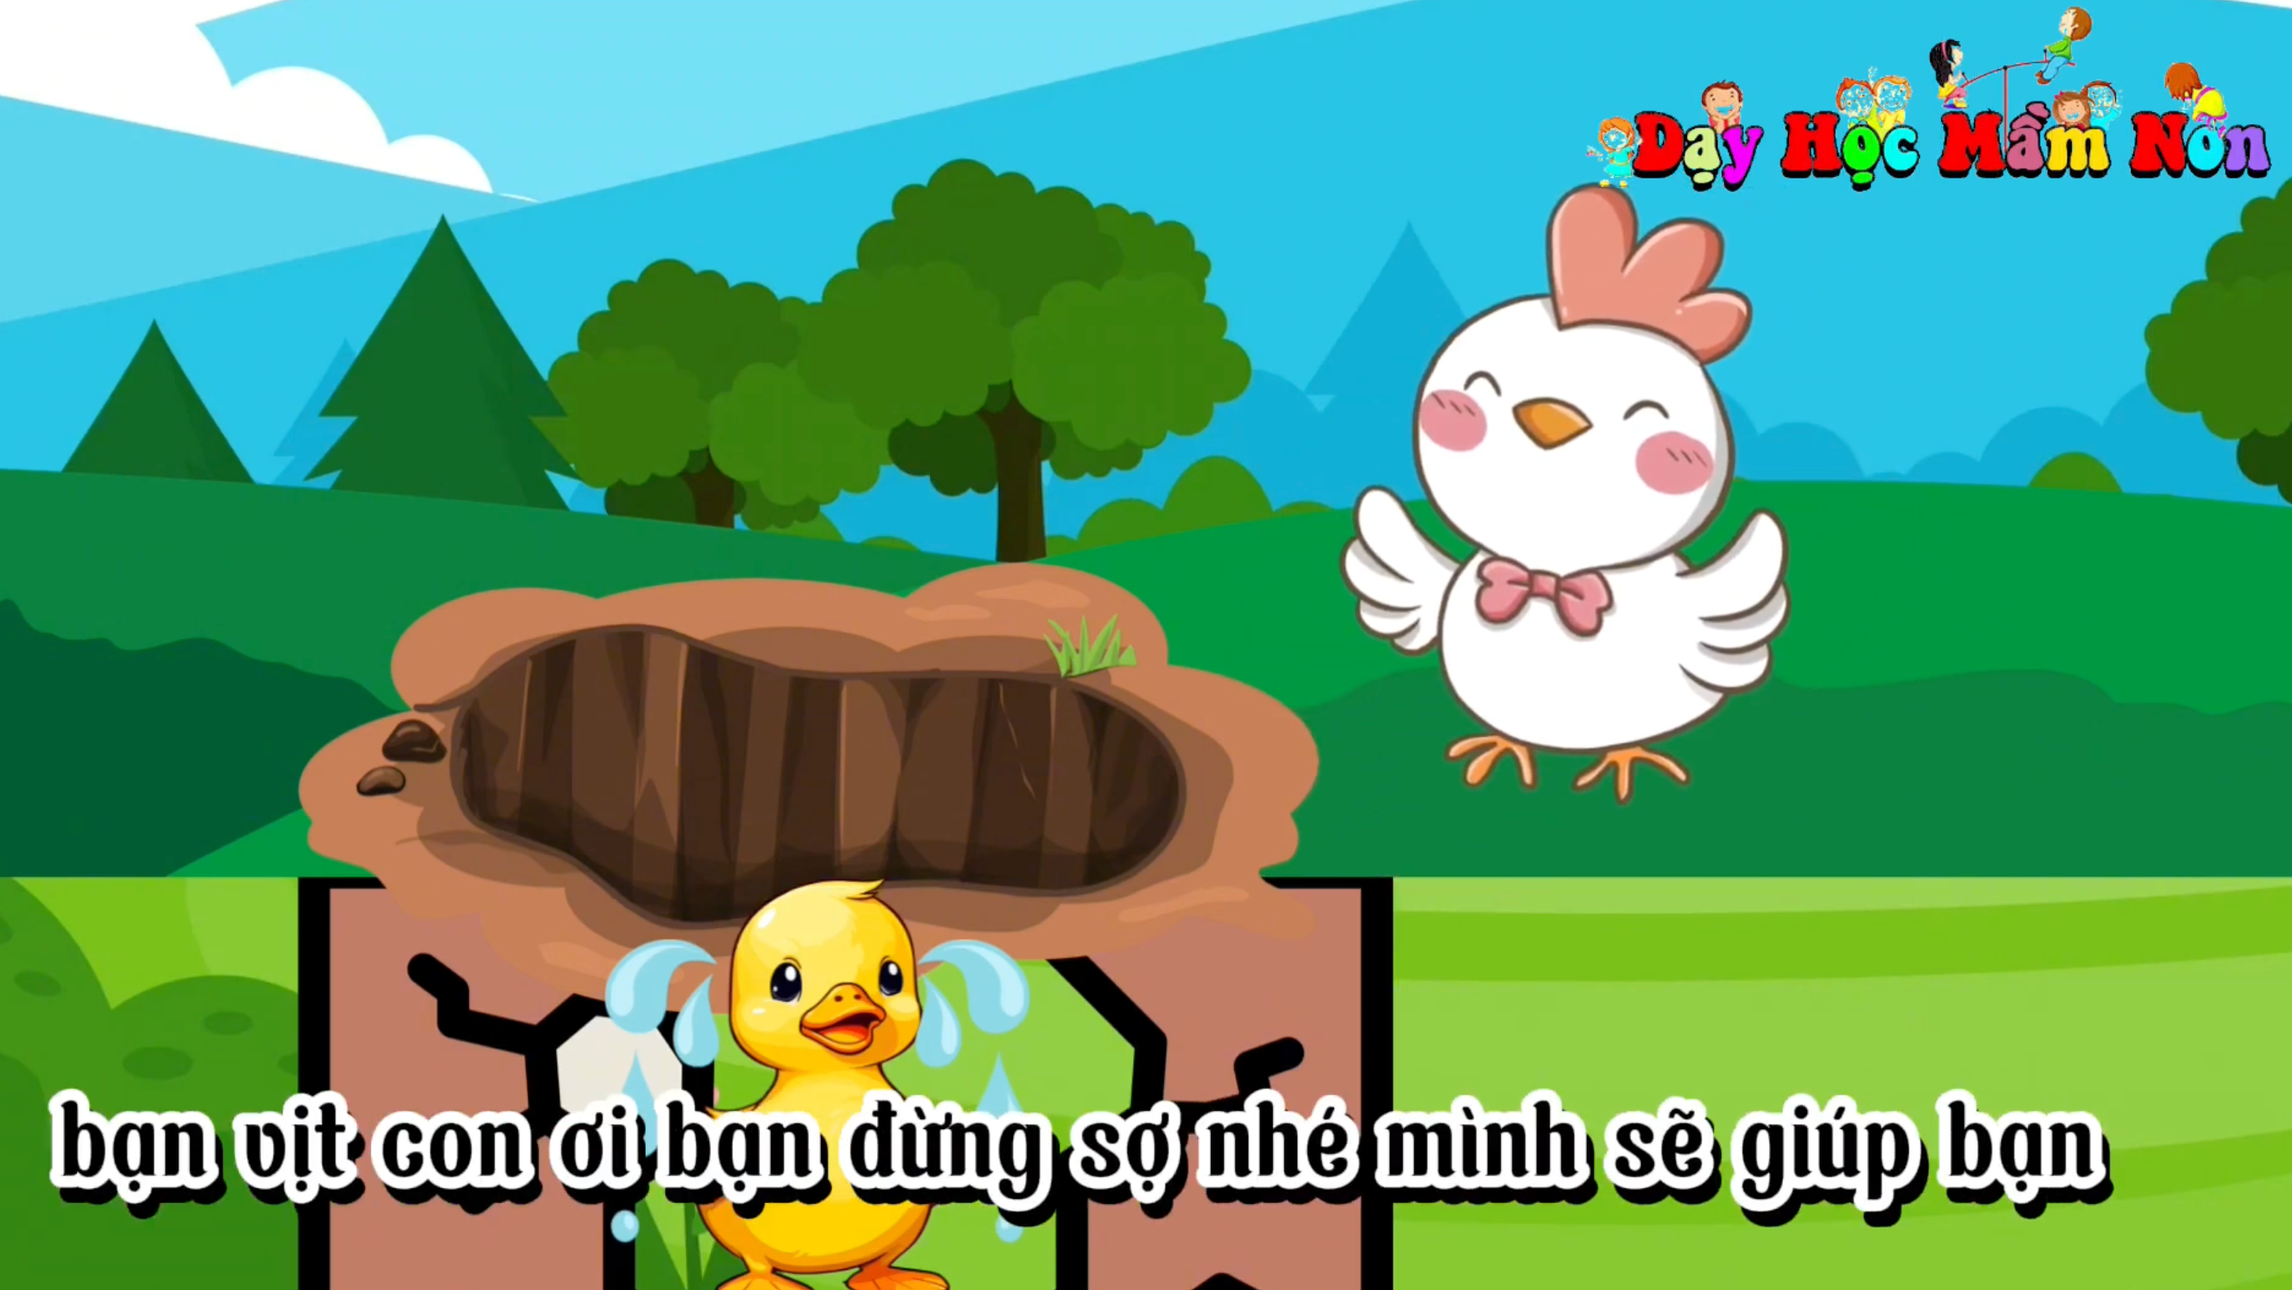 Dạy Học Mầm Non
bạn vịt con ơi bạn đừng sợ nhé mình sẽ giúp bạn